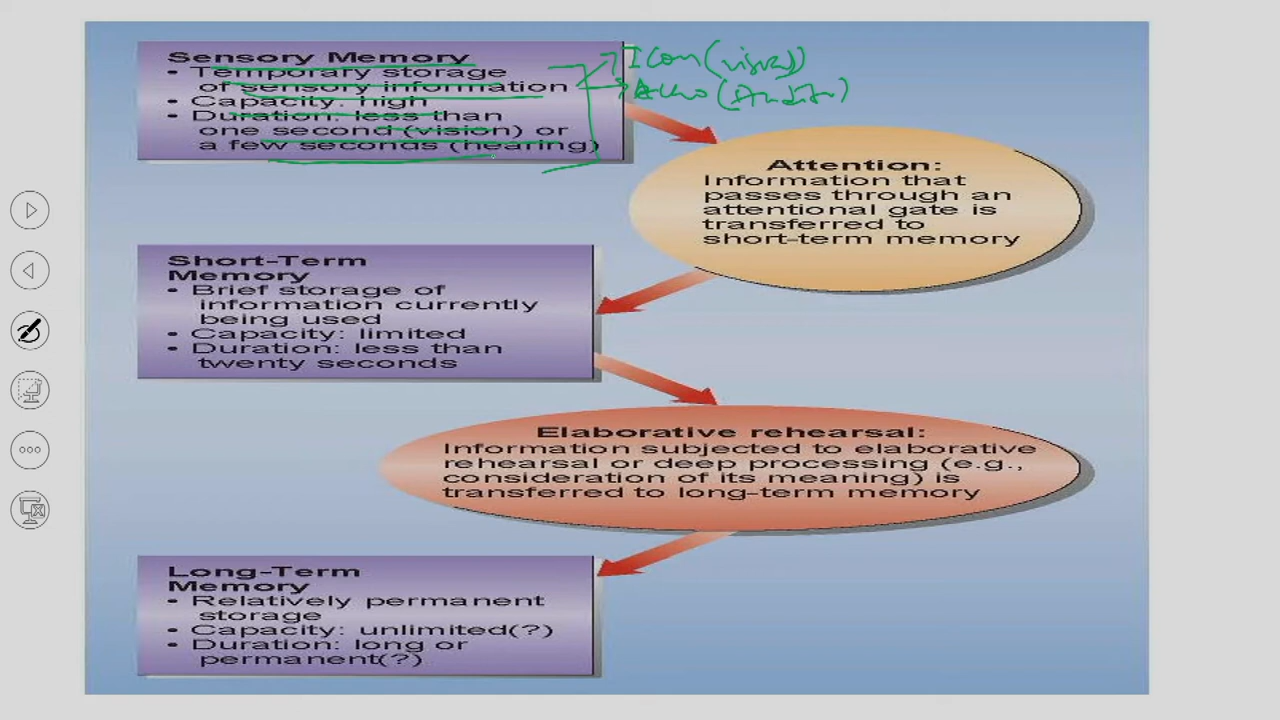 Sensory Memory
• Temporary storage
of sensory information
• Capacity: high
• Duration: less than
one second (vision) or
a few seconds (hearing)
Icon (visual)
Attention:
Information that
passes through an
attentional gate is
transferred to
short-term memory
Short-Term
Memory
• Brief storage of
information currently
being used
• Capacity: limited
• Duration: less than
twenty seconds
Elaborative rehearsal:
Information subjected to elaborative
rehearsal or deep processing (e.g.,
consideration of its meaning) is
transferred to long-term memory
Long-Term
Memory
• Relatively permanent
storage
• Capacity: unlimited(?)
• Duration: long or
permanent(?)